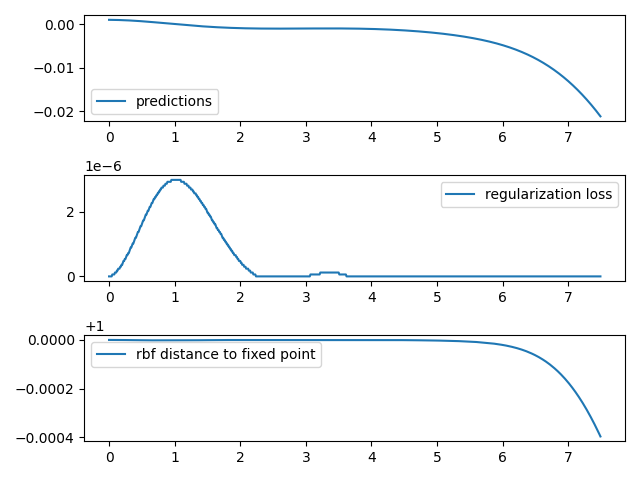 0.00
−0.01
−0.02
predictions
0 1 2 3 4 5 6 7
1e−6
2
0
regularization loss
0 1 2 3 4 5 6 7
+1
0.0000
−0.0002
−0.0004
rbf distance to fixed point
0 1 2 3 4 5 6 7